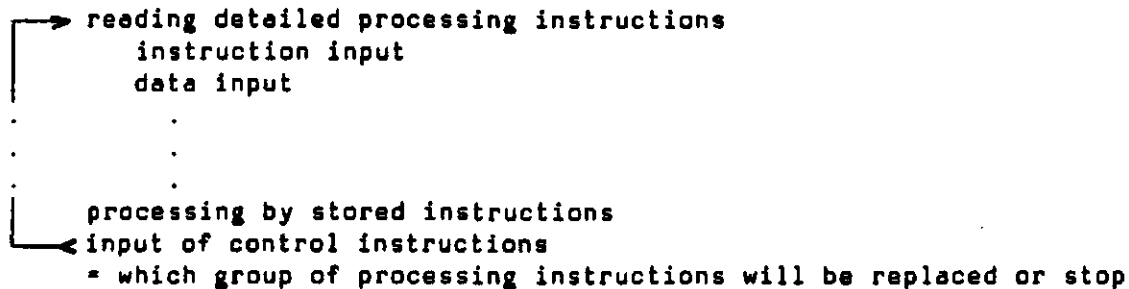 reading detailed processing instructions
instruction input
data input
.
.
.
processing by stored instructions
input of control instructions
= which group of processing instructions will be replaced or stop